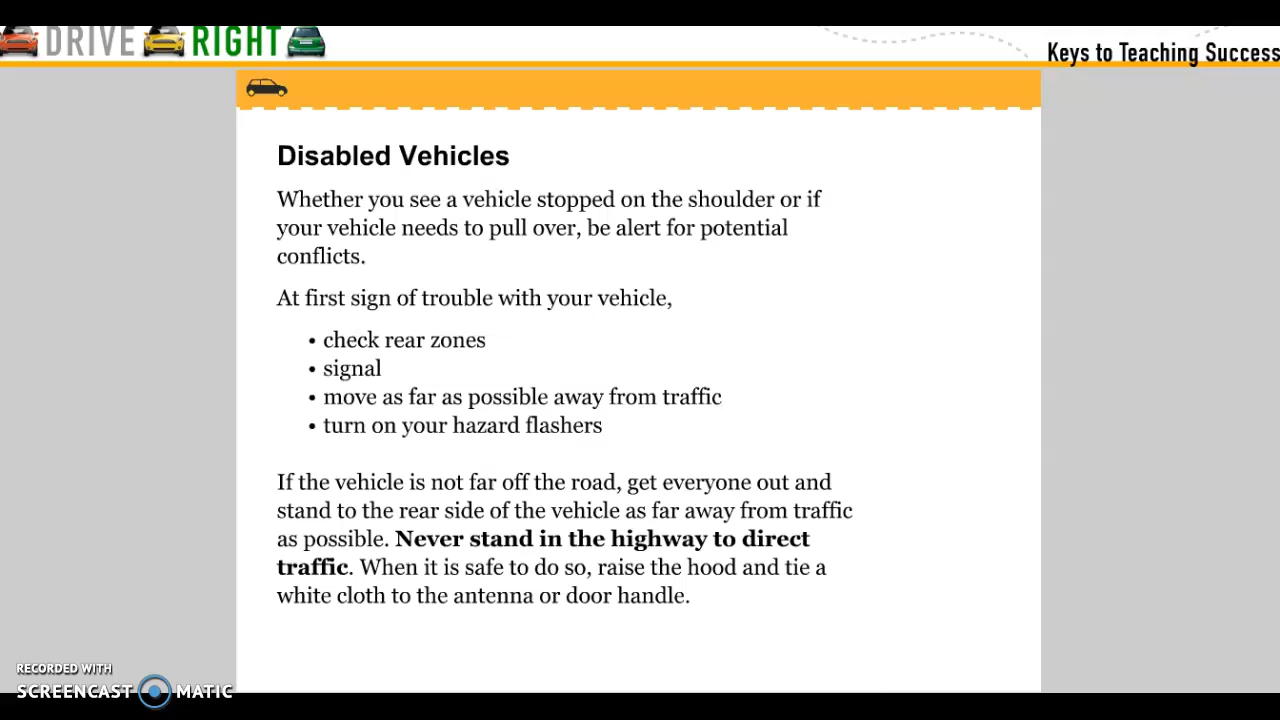 DRIVE RIGHT
Keys to Teaching Success
Disabled Vehicles
Whether you see a vehicle stopped on the shoulder or if
your vehicle needs to pull over, be alert for potential
conflicts.
At first sign of trouble with your vehicle,
• check rear zones
• signal
• move as far as possible away from traffic
• turn on your hazard flashers
If the vehicle is not far off the road, get everyone out and
stand to the rear side of the vehicle as far away from traffic
as possible. Never stand in the highway to direct
traffic. When it is safe to do so, raise the hood and tie a
white cloth to the antenna or door handle.
RECORDED WITH
SCREENCAST MATIC